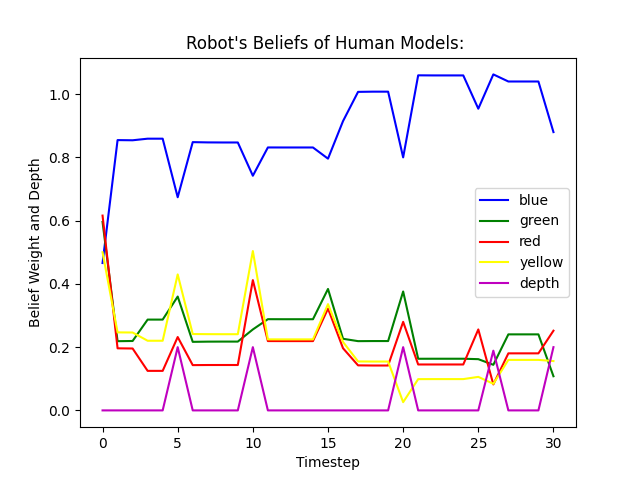 Robot's Beliefs of Human Models:
Belief Weight and Depth
1.0
0.8
0.6
0.4
0.2
0.0
blue
green
red
yellow
depth
0 5 10 15 20 25 30
Timestep